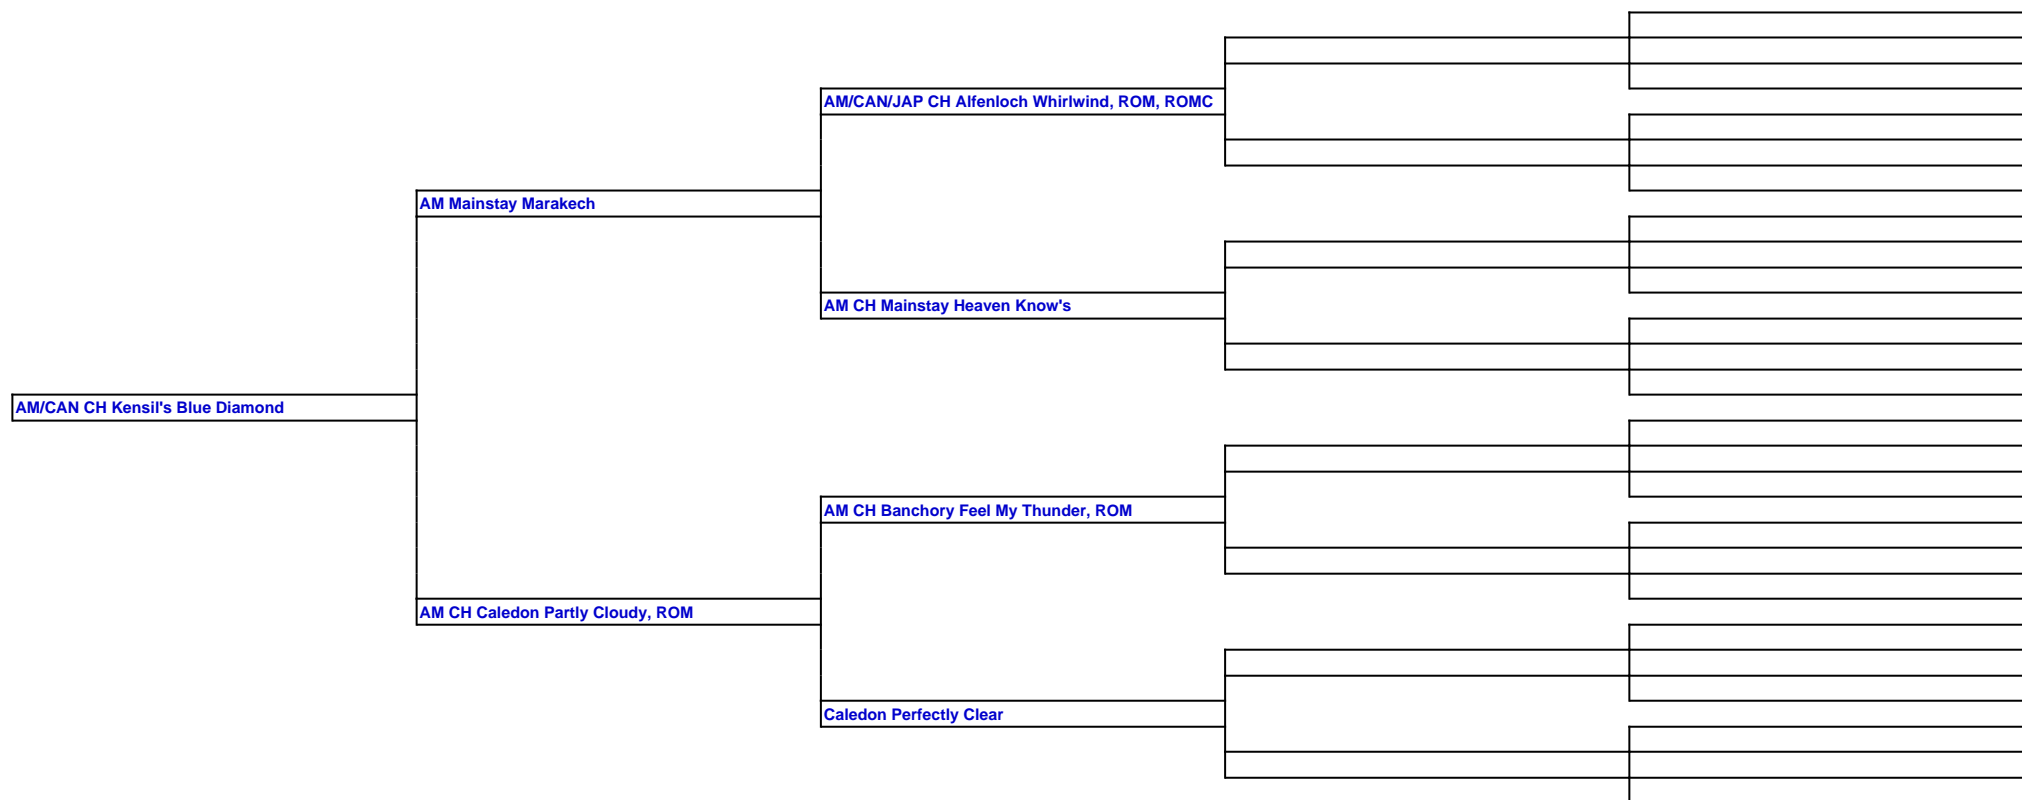 AM/CAN/JAP CH Alfenloch Whirlwind, ROM, ROMC
AM Mainstay Marakech
AM CH Mainstay Heaven Know's
AM/CAN CH Kensil's Blue Diamond
AM CH Banchory Feel My Thunder, ROM
AM CH Caledon Partly Cloudy, ROM
Caledon Perfectly Clear